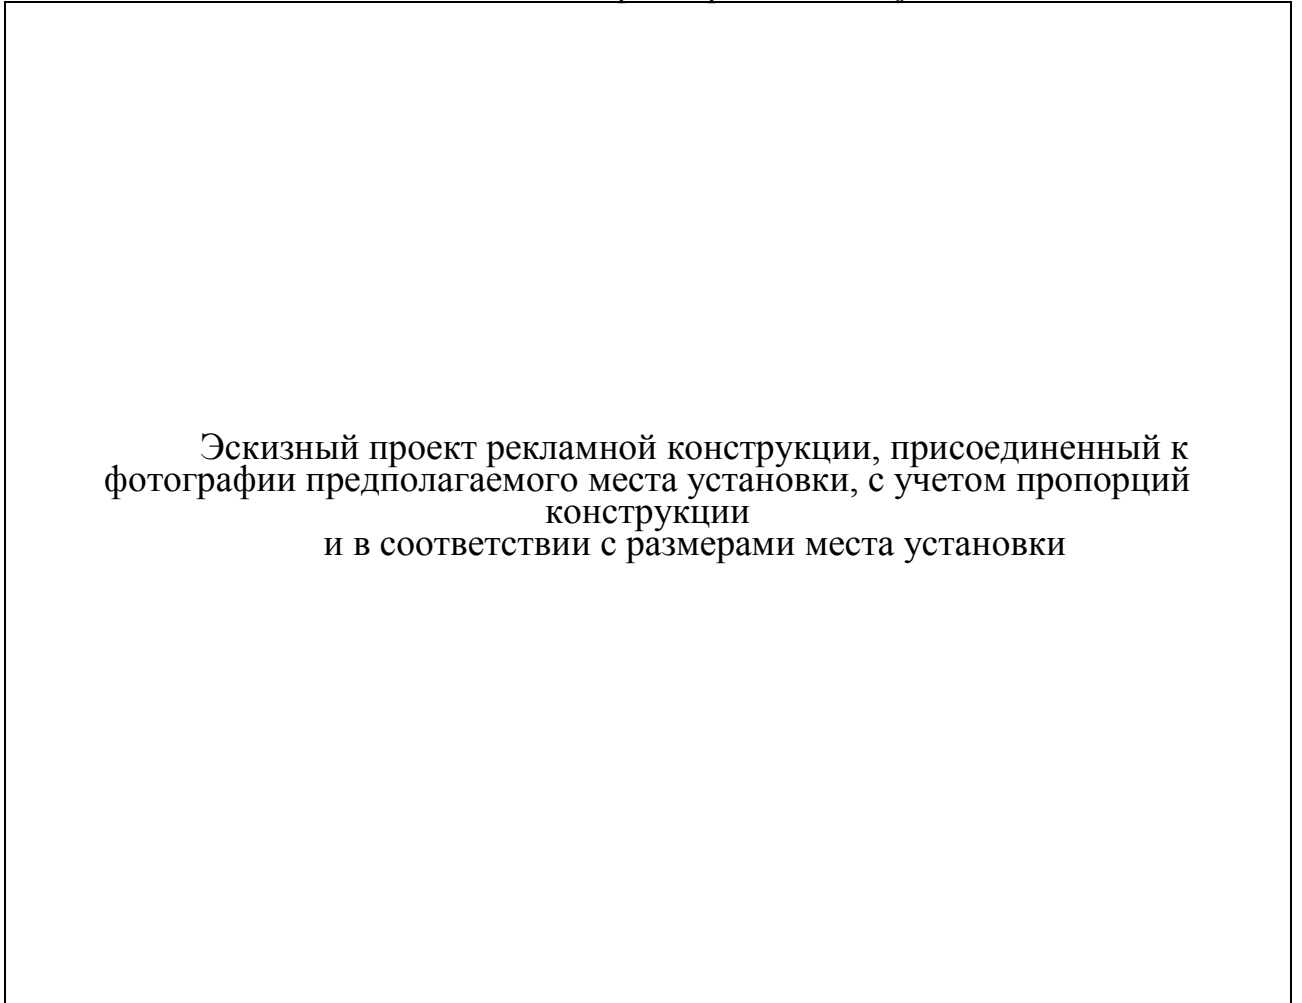 Эскизный проект рекламной конструкции, присоединенный к
фотографии предполагаемого места установки, с учетом пропорций
конструкции
и в соответствии с размерами места установки